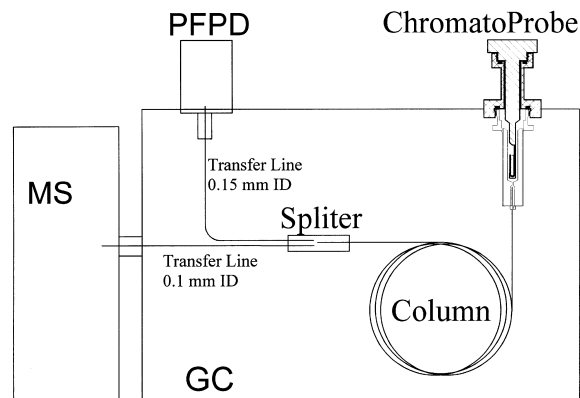 PFPD
ChromatoProbe
Transfer Line
0.15 mm ID
MS
Spliter
Transfer Line
0.1 mm ID
Column
GC